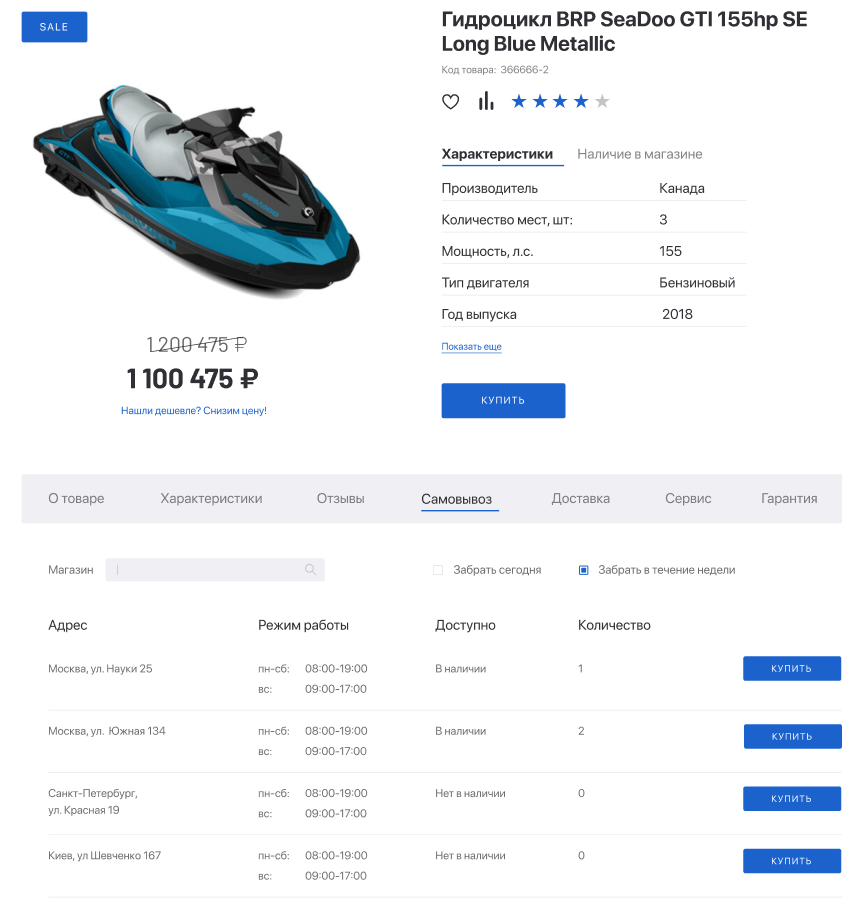 SALE
Гидроцикл BRP SeaDoo GTI 155hp SE
Long Blue Metallic
Код товара: 366666-2
Характеристики Наличие в магазине
Производитель Канада
Количество мест, шт: 3
Мощность, л.с. 155
Тип двигателя Бензиновый
Год выпуска 2018
Показать еще
1 200 475 ₽
1 100 475 ₽
Нашли дешевле? Снизим цену!
КУПИТЬ
О товаре Характеристики Отзывы Самовывоз Доставка Сервис Гарантия
Магазин Забрать сегодня Забрать в течение недели
Адрес Режим работы Доступно Количество
Москва, ул. Науки 25 пн-сб: 08:00-19:00 В наличии 1 КУПИТЬ
вс: 09:00-17:00
Москва, ул. Южная 134 пн-сб: 08:00-19:00 В наличии 2 КУПИТЬ
вс: 09:00-17:00
Санкт-Петербург, пн-сб: 08:00-19:00 Нет в наличии 0 КУПИТЬ
ул. Красная 19 вс: 09:00-17:00
Киев, ул Шевченко 167 пн-сб: 08:00-19:00 Нет в наличии 0 КУПИТЬ
вс: 09:00-17:00